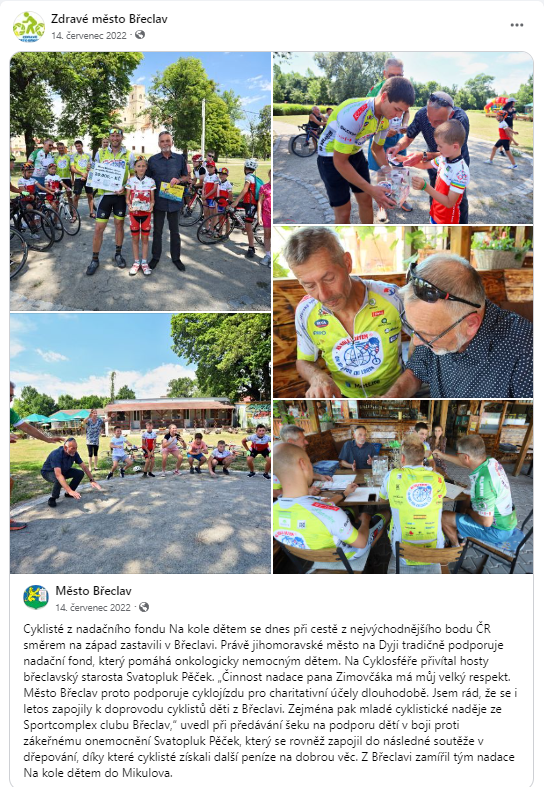 Zdravé město Břeclav
14. červenec 2022 ·
Město Břeclav
14. červenec 2022 ·
Cyklisté z nadačního fondu Na kole dětem se dnes při cestě z nejvýchodnějšího bodu ČR
směrem na západ zastavili v Břeclavi. Právě jihomoravské město na Dyji tradičně podporuje
nadační fond, který pomáhá onkologicky nemocným dětem. Na Cyklosféře přivítal hosty
břeclavský starosta Svatopluk Pěček. „Činnost nadace pana Zimovčáka má můj velký respekt.
Město Břeclav proto podporuje cyklojízdu pro charitativní účely dlouhodobě. Jsem rád, že se i
letos zapojily k doprovodu cyklistů děti z Břeclavi. Zejména pak mladé cyklistické naděje ze
Sportcomplex clubu Břeclav,“ uvedl při předávání šeku na podporu dětí v boji proti
zákeřnému onemocnění Svatopluk Pěček, který se rovněž zapojil do následné soutěže v
dřepování, díky které cyklisté získali další peníze na dobrou věc. Z Břeclavi zamířil tým nadace
Na kole dětem do Mikulova.